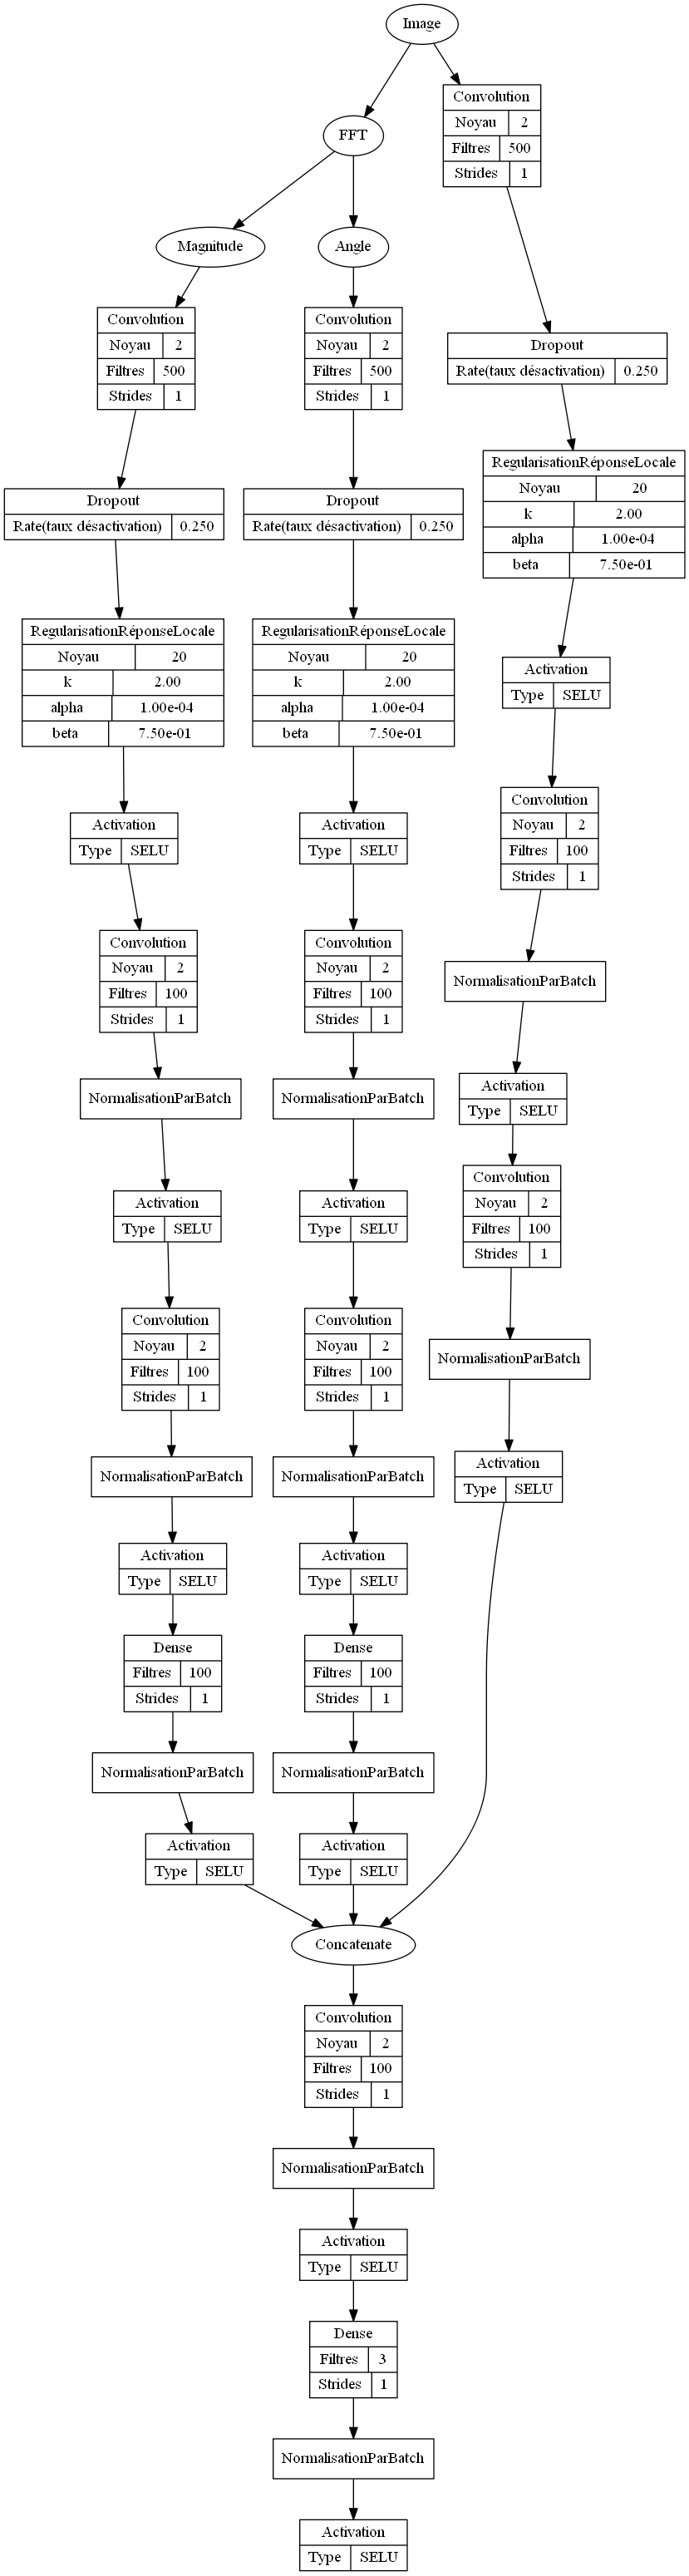 Image
FFT
Convolution
Noyau 2
Filtres 500
Strides 1
Magnitude
Angle
Convolution
Noyau 2
Filtres 500
Strides 1
Convolution
Noyau 2
Filtres 500
Strides 1
Dropout
Rate(taux désactivation) 0.250
Dropout
Rate(taux désactivation) 0.250
Dropout
Rate(taux désactivation) 0.250
RegularisationRéponseLocale
Noyau 20
k 2.00
alpha 1.00e-04
beta 7.50e-01
RegularisationRéponseLocale
Noyau 20
k 2.00
alpha 1.00e-04
beta 7.50e-01
RegularisationRéponseLocale
Noyau 20
k 2.00
alpha 1.00e-04
beta 7.50e-01
Activation
Type SELU
Activation
Type SELU
Activation
Type SELU
Convolution
Noyau 2
Filtres 100
Strides 1
Convolution
Noyau 2
Filtres 100
Strides 1
Convolution
Noyau 2
Filtres 100
Strides 1
NormalisationParBatch
NormalisationParBatch
NormalisationParBatch
Activation
Type SELU
Activation
Type SELU
Activation
Type SELU
Convolution
Noyau 2
Filtres 100
Strides 1
Convolution
Noyau 2
Filtres 100
Strides 1
Convolution
Noyau 2
Filtres 100
Strides 1
NormalisationParBatch
NormalisationParBatch
NormalisationParBatch
Activation
Type SELU
Activation
Type SELU
Activation
Type SELU
Dense
Filtres 100
Strides 1
Dense
Filtres 100
Strides 1
NormalisationParBatch
NormalisationParBatch
Activation
Type SELU
Activation
Type SELU
Concatenate
Convolution
Noyau 2
Filtres 100
Strides 1
NormalisationParBatch
Activation
Type SELU
Dense
Filtres 3
Strides 1
NormalisationParBatch
Activation
Type SELU